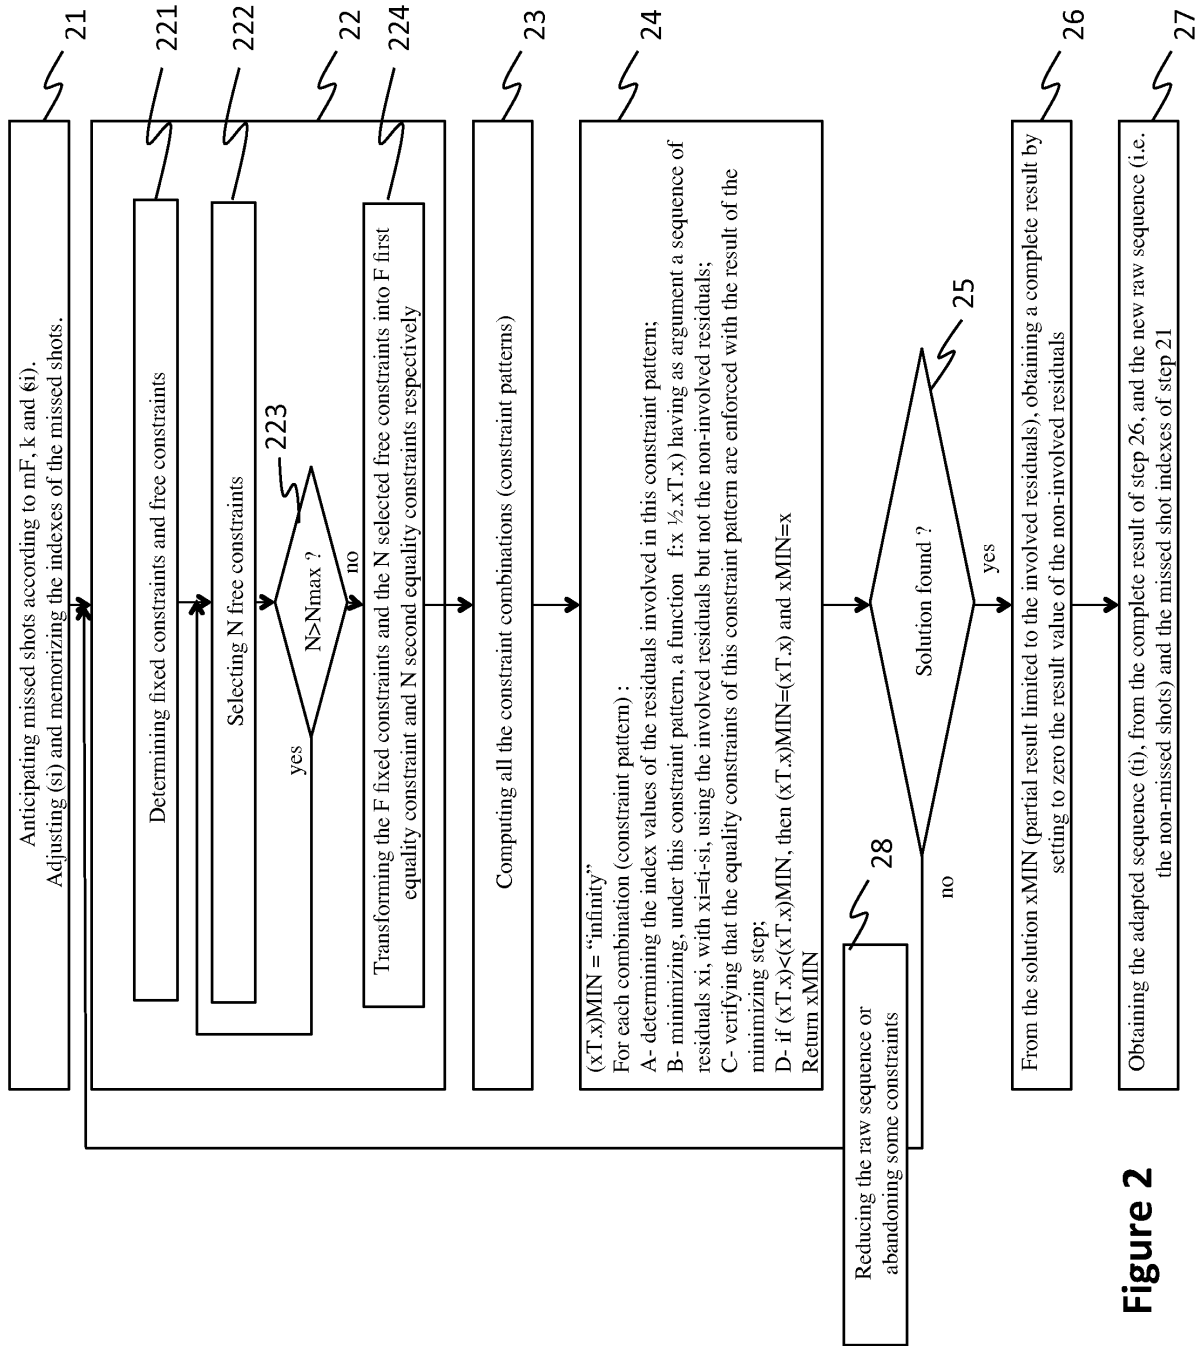 Anticipating missed shots according to mF, k and (si).
Adjusting (si) and memorizing the indexes of the missed shots.
21
221
222
22
224
Determining fixed constraints and free constraints
Selecting N free constraints
223
N>Nmax ?
yes
no
Transforming the F fixed constraints and the N selected free constraints into F first
equality constraint and N second equality constraints respectively
Computing all the constraint combinations (constraint patterns)
23
24
(xT.x)MIN = “infinity”
For each combination (constraint pattern) :
A- determining the index values of the residuals involved in this constraint pattern;
B- minimizing, under this constraint pattern, a function f:x ½.xT.x) having as argument a sequence of
residuals xi, with xi=ti-si, using the involved residuals but not the non-involved residuals;
C- verifying that the equality constraints of this constraint pattern are enforced with the result of the
minimizing step;
D- if (xT.x)<(xT.x)MIN, then (xT.x)MIN=(xT.x) and xMIN=x
Return xMIN
Solution found ?
25
no
yes
28
Reducing the raw sequence or
abandoning some constraints
From the solution xMIN (partial result limited to the involved residuals), obtaining a complete result by
setting to zero the result value of the non-involved residuals
26
Obtaining the adapted sequence (ti), from the complete result of step 26, and the new raw sequence (i.e.
the non-missed shots) and the missed shot indexes of step 21
27
Figure 2